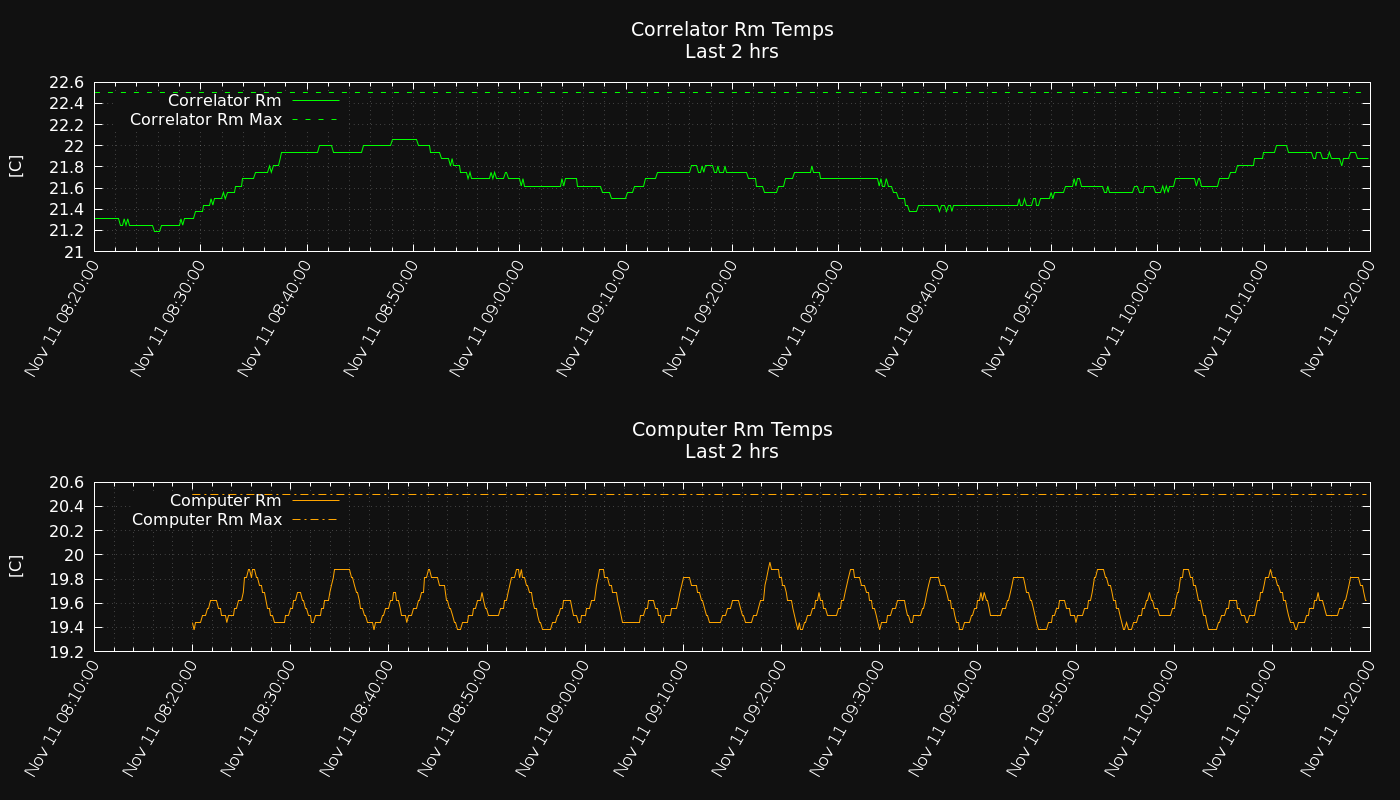 Correlator Rm Temps
Last 2 hrs
22.6
22.4
22.2
22
21.8
21.6
21.4
21.2
21
[C]
Correlator Rm
Correlator Rm Max
Nov 11 08:20:00
Nov 11 08:30:00
Nov 11 08:40:00
Nov 11 08:50:00
Nov 11 09:00:00
Nov 11 09:10:00
Nov 11 09:20:00
Nov 11 09:30:00
Nov 11 09:40:00
Nov 11 09:50:00
Nov 11 10:00:00
Nov 11 10:10:00
Nov 11 10:20:00
Computer Rm Temps
Last 2 hrs
20.6
20.4
20.2
20
19.8
19.6
19.4
19.2
[C]
Computer Rm
Computer Rm Max
Nov 11 08:10:00
Nov 11 08:20:00
Nov 11 08:30:00
Nov 11 08:40:00
Nov 11 08:50:00
Nov 11 09:00:00
Nov 11 09:10:00
Nov 11 09:20:00
Nov 11 09:30:00
Nov 11 09:40:00
Nov 11 09:50:00
Nov 11 10:00:00
Nov 11 10:10:00
Nov 11 10:20:00